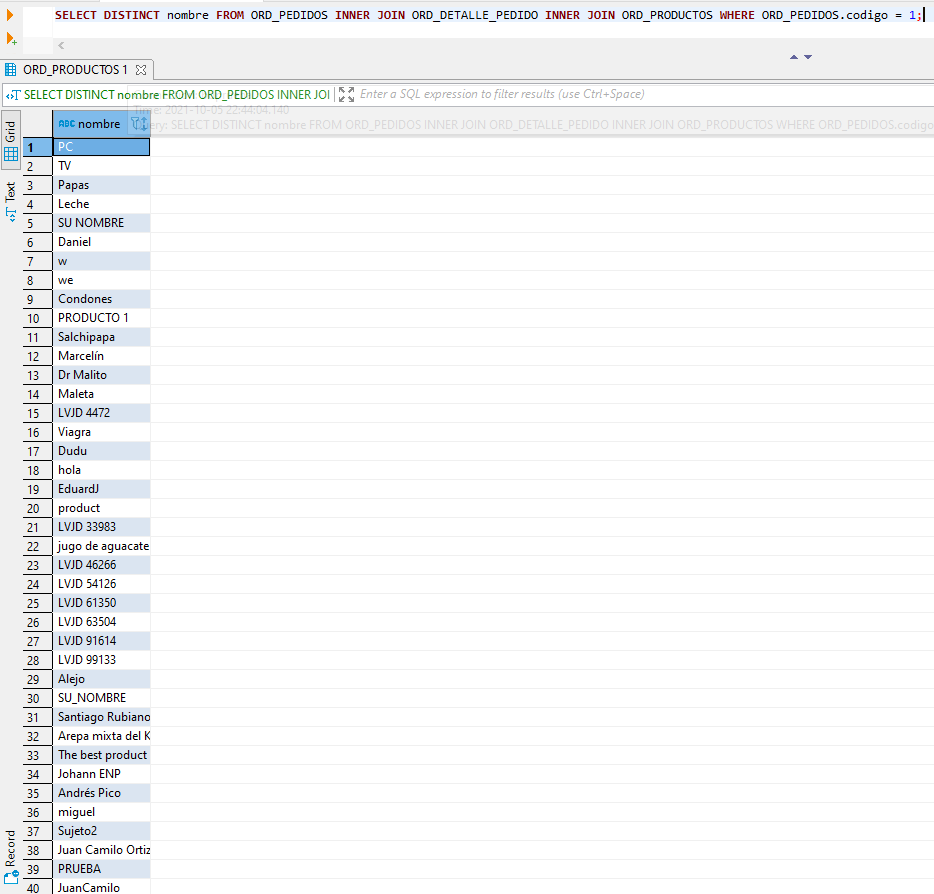 SELECT DISTINCT nombre FROM ORD_PEDIDOS INNER JOIN ORD_DETALLE_PEDIDO INNER JOIN ORD_PRODUCTOS WHERE ORD_PEDIDOS.codigo = 1;
ORD_PRODUCTOS 1
SELECT DISTINCT nombre FROM ORD_PEDIDOS INNER JOI
Enter a SQL expression to filter results (use Ctrl+Space)
Time: 2021-10-05 22:44:04.140
Query: SELECT DISTINCT nombre FROM ORD_PEDIDOS INNER JOIN ORD_DETALLE_PEDIDO INNER JOIN ORD_PRODUCTOS WHERE ORD_PEDIDOS.codigo
Grid
Text
Record
ABC nombre
1 PC
2 TV
3 Papas
4 Leche
5 SU NOMBRE
6 Daniel
7 w
8 we
9 Condones
10 PRODUCTO 1
11 Salchipapa
12 Marcelín
13 Dr Malito
14 Maleta
15 LVJD 4472
16 Viagra
17 Dudu
18 hola
19 EduardJ
20 product
21 LVJD 33983
22 jugo de aguacate
23 LVJD 46266
24 LVJD 54126
25 LVJD 61350
26 LVJD 63504
27 LVJD 91614
28 LVJD 99133
29 Alejo
30 SU_NOMBRE
31 Santiago Rubiano
32 Arepa mixta del K
33 The best product
34 Johann ENP
35 Andrés Pico
36 miguel
37 Sujeto2
38 Juan Camilo Ortiz
39 PRUEBA
40 JuanCamilo